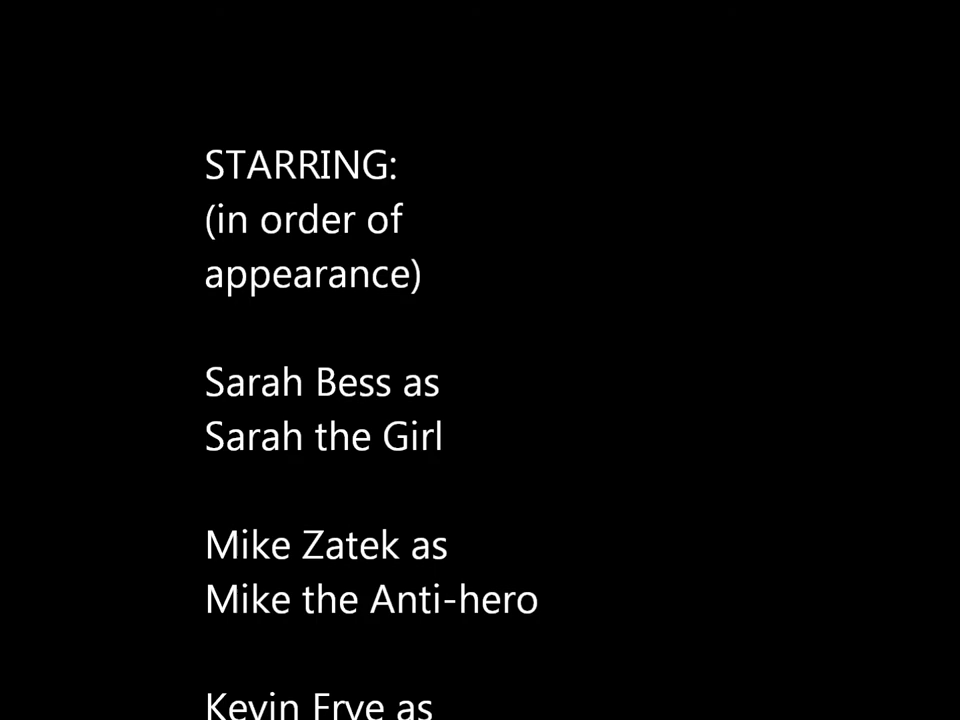 STARRING:
(in order of
appearance)
Sarah Bess as
Sarah the Girl
Mike Zatek as
Mike the Anti-hero
Kevin Frye as